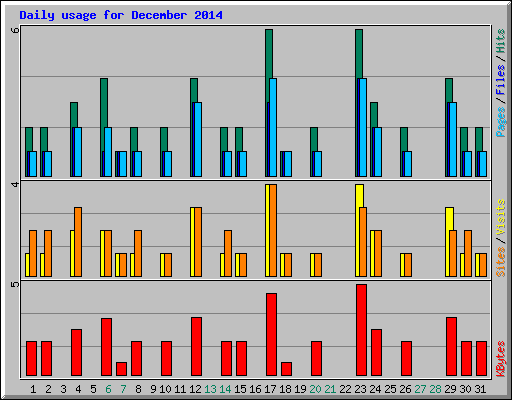 Daily usage for December 2014
6
Pages / Files / Hits
4
Sites / Visits
5
KBytes
1 2 3 4 5 6 7 8 9 10 11 12 13 14 15 16 17 18 19 20 21 22 23 24 25 26 27 28 29 30 31